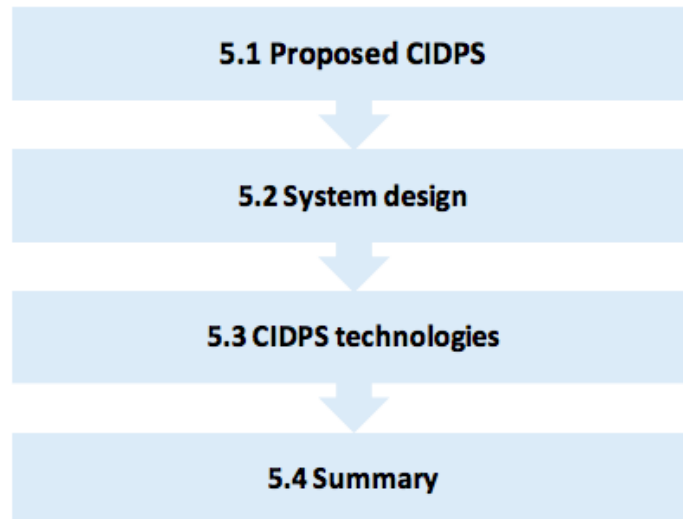 5.1 Proposed CIDPS
5.2 System design
5.3 CIDPS technologies
5.4 Summary